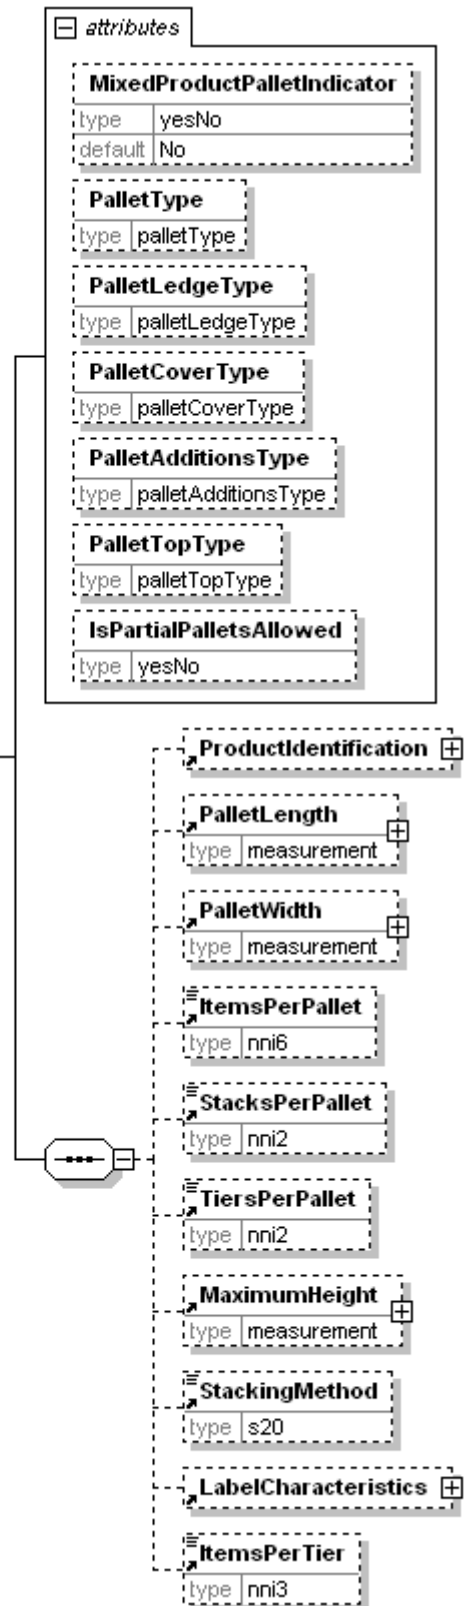 attributes
MixedProductPalletIndicator
type yesNo
default No
PalletType
type palletType
PalletLedgeType
type palletLedgeType
PalletCoverType
type palletCoverType
PalletAdditionsType
type palletAdditionsType
PalletTopType
type palletTopType
IsPartialPalletsAllowed
type yesNo
ProductIdentification
PalletLength
type measurement
PalletWidth
type measurement
ItemsPerPallet
type nni6
StacksPerPallet
type nni2
TiersPerPallet
type nni2
MaximumHeight
type measurement
StackingMethod
type s20
LabelCharacteristics
ItemsPerTier
type nni3